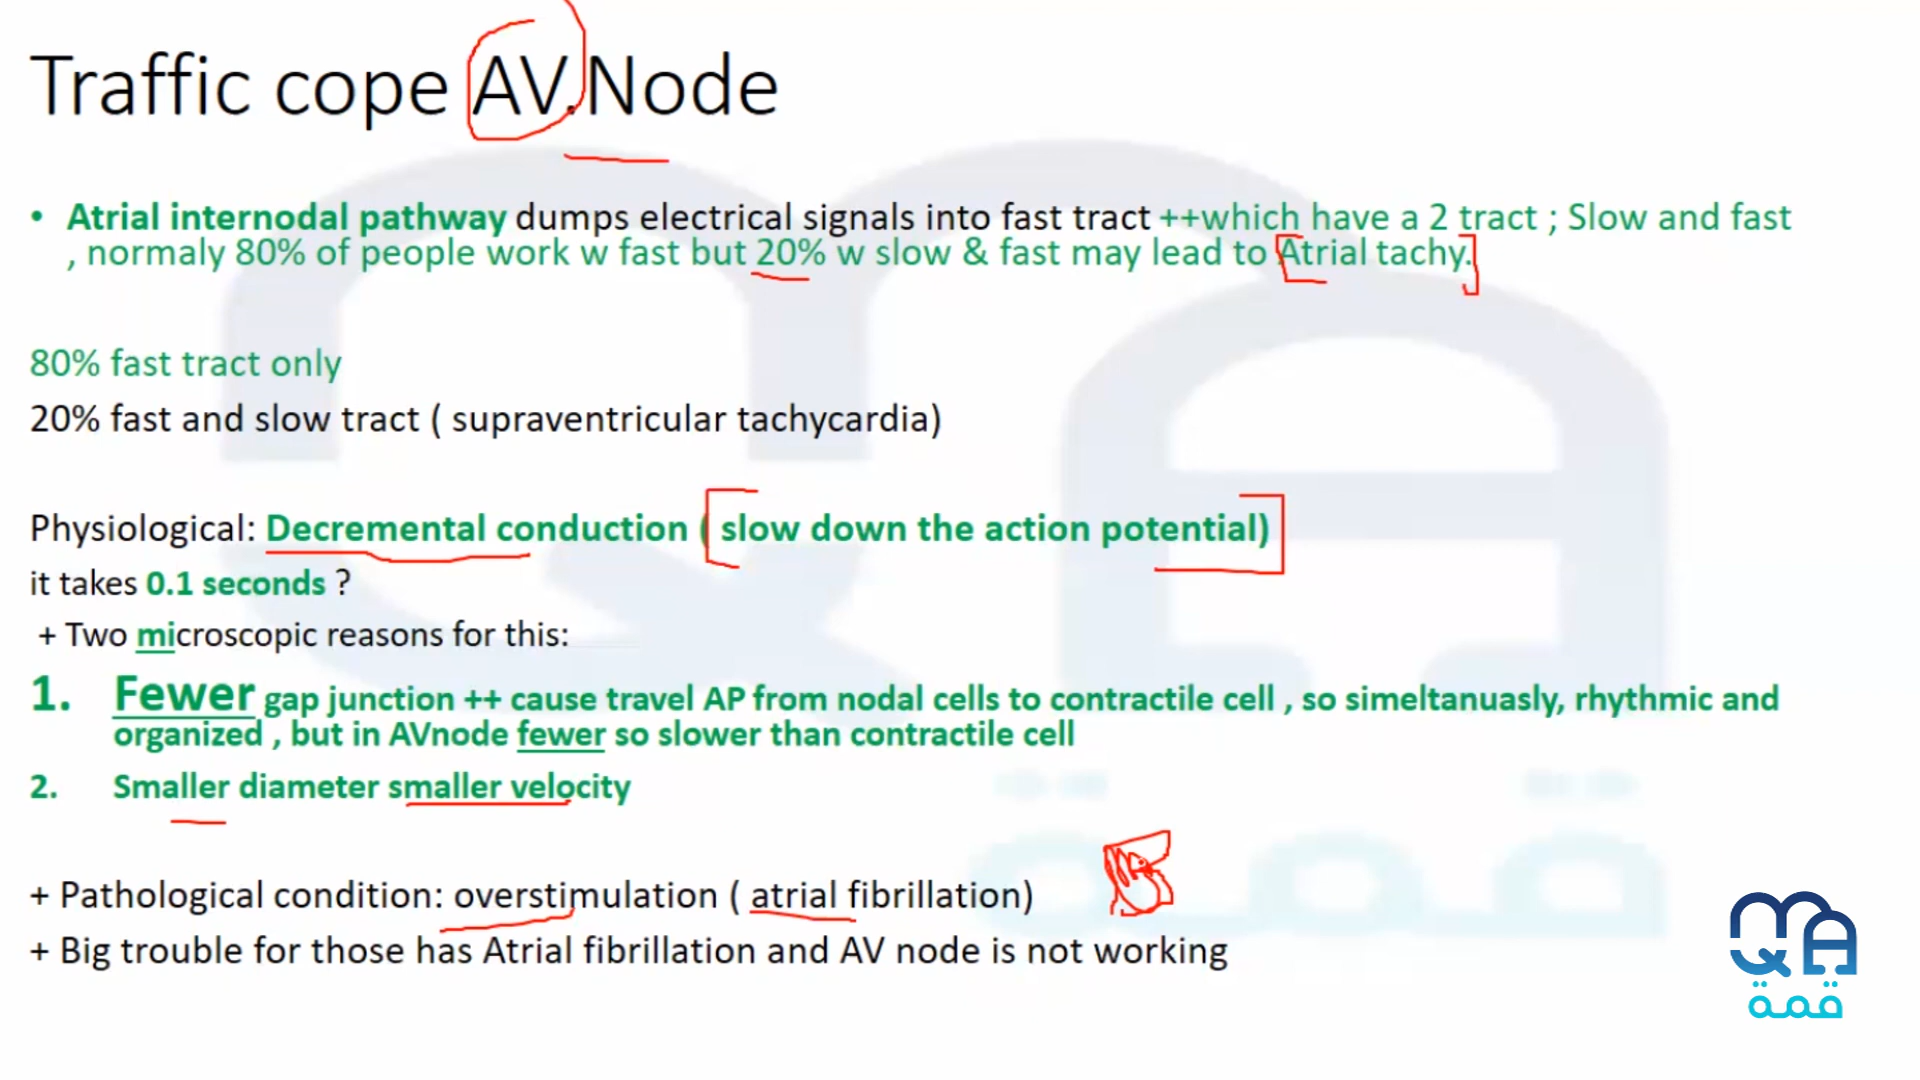 Traffic cope AV.Node
• Atrial internodal pathway dumps electrical signals into fast tract ++which have a 2 tract ; Slow and fast
, normaly 80% of people work w fast but 20% w slow & fast may lead to Atrial tachy.
80% fast tract only
20% fast and slow tract ( supraventricular tachycardia)
Physiological: Decremental conduction ( slow down the action potential)
it takes 0.1 seconds ?
+ Two microscopic reasons for this:
1. Fewer gap junction ++ cause travel AP from nodal cells to contractile cell , so simeltanuasly, rhythmic and
organized , but in AVnode fewer so slower than contractile cell
2. Smaller diameter smaller velocity
+ Pathological condition: overstimulation ( atrial fibrillation)
+ Big trouble for those has Atrial fibrillation and AV node is not working
قمة
قمة